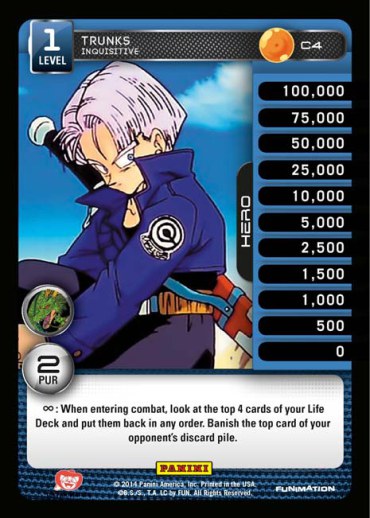 1
LEVEL
TRUNKS
INQUISITIVE
C4
100,000
75,000
50,000
25,000
10,000
5,000
2,500
1,500
1,000
500
0
HERO
2
PUR
∞: When entering combat, look at the top 4 cards of your Life
Deck and put them back in any order. Banish the top card of your
opponent's discard pile.
PANINI
© 2014 Panini America, Inc. Printed in the USA.
©B.S./S., T.A. LC by FUN. All Rights Reserved.
FUNIMATION